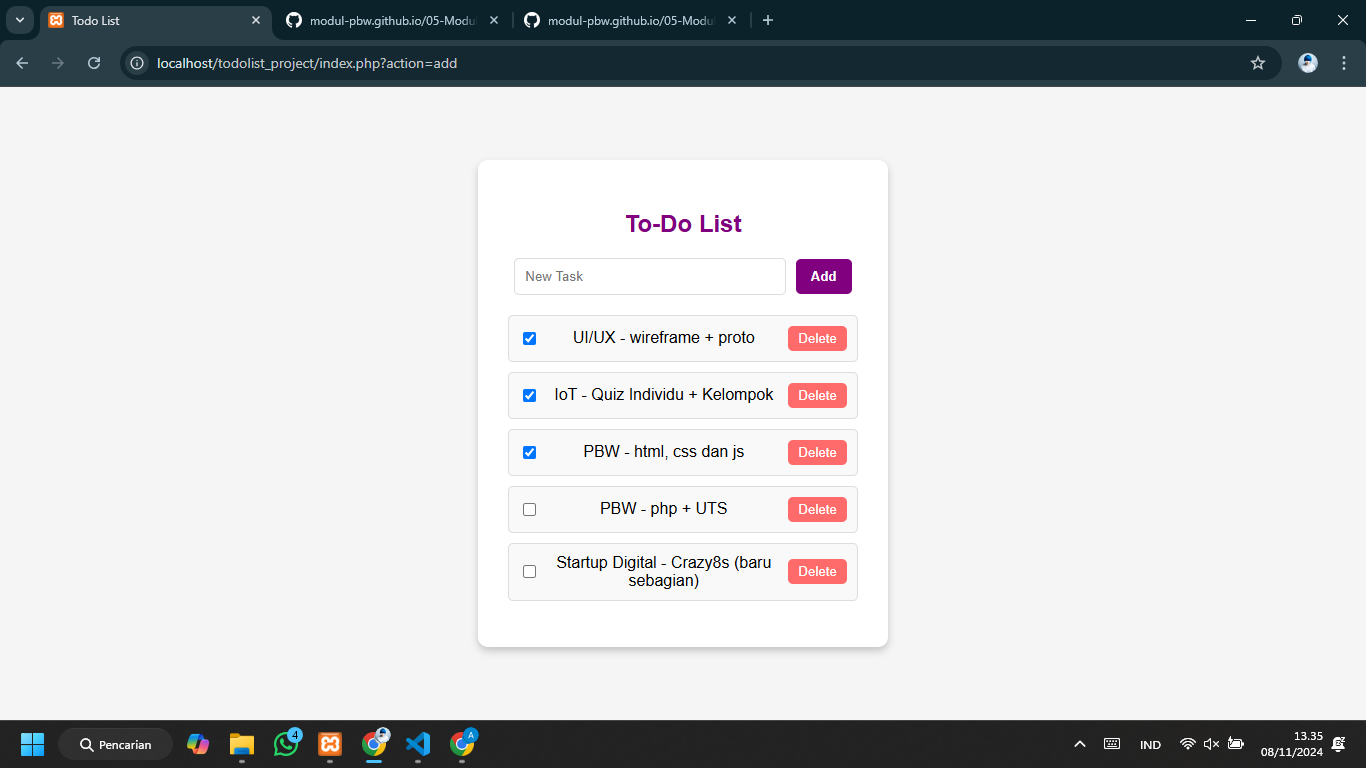 Todo List
modul-pbw.github.io/05-Modul
modul-pbw.github.io/05-Modul
localhost/todolist_project/index.php?action=add
To-Do List
New Task
Add
UI/UX - wireframe + proto
Delete
IoT - Quiz Individu + Kelompok
Delete
PBW - html, css dan js
Delete
PBW - php + UTS
Delete
Startup Digital - Crazy8s (baru
sebagian)
Delete
Pencarian
4
A
IND
13.35
08/11/2024